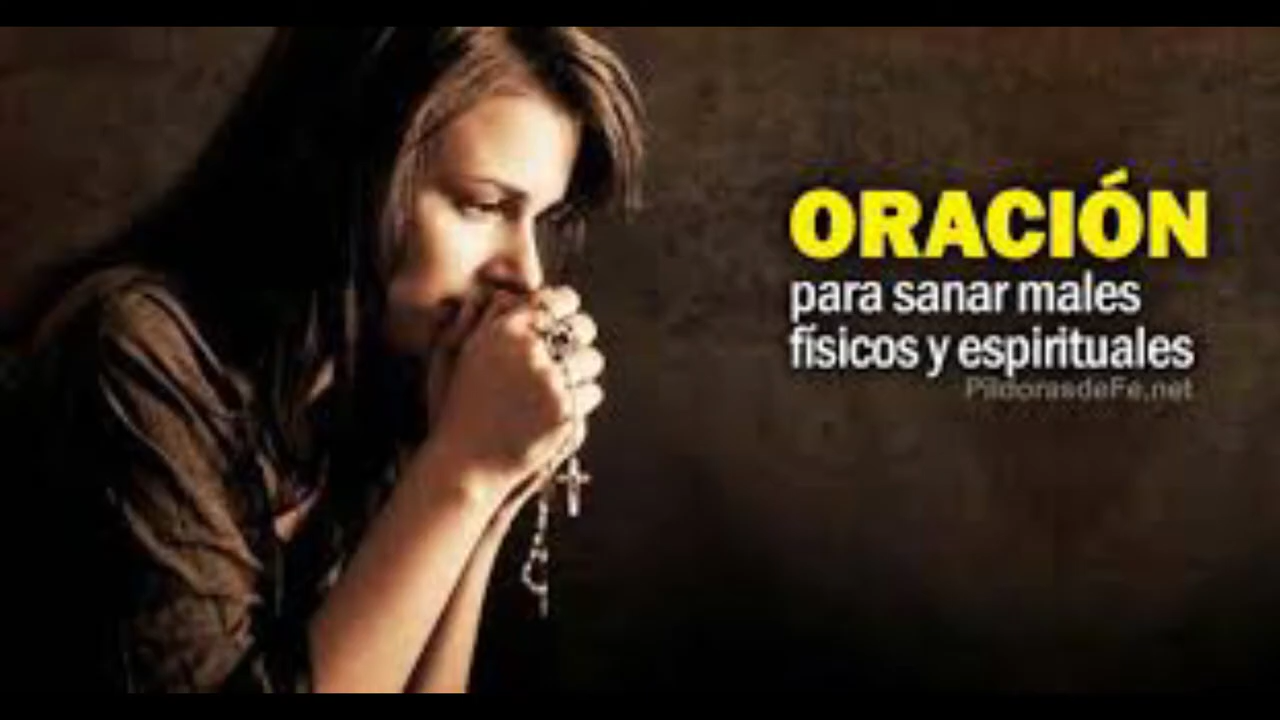 ORACIÓN
para sanar males
físicos y espirituales
PildorasdeFe.net